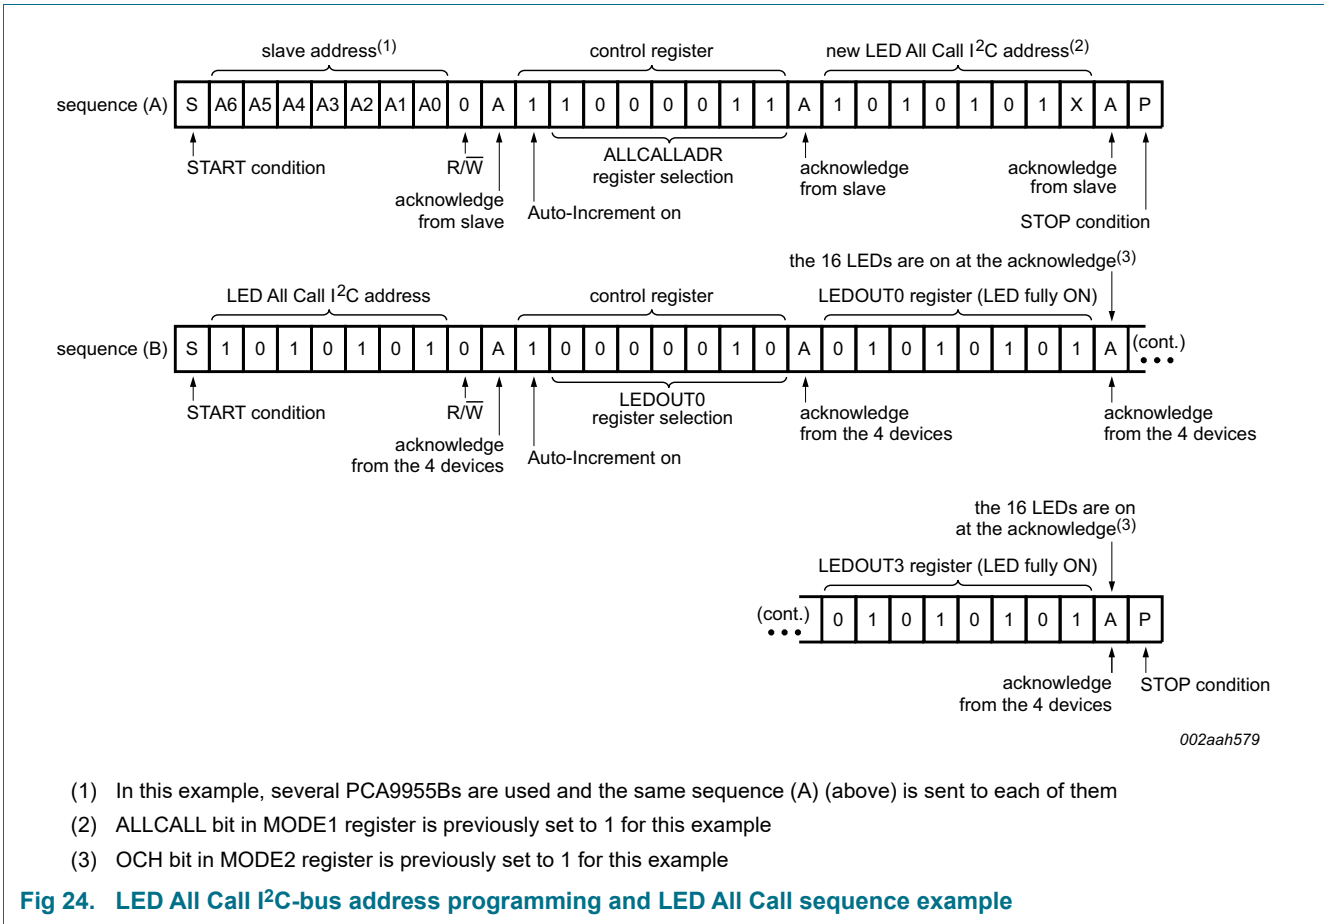 slave address(1) control register new LED All Call I2C address(2)
sequence (A) S A6 A5 A4 A3 A2 A1 A0 0 A 1 1 0 0 0 0 1 1 A 1 0 1 0 1 0 1 X A P
START condition R/W̅ ALLCALLADR acknowledge acknowledge
register selection from slave from slave
acknowledge
from slave Auto-Increment on STOP condition
the 16 LEDs are on at the acknowledge(3)
LED All Call I2C address control register LEDOUT0 register (LED fully ON)
sequence (B) S 1 0 1 0 1 0 1 0 A 1 0 0 0 0 0 1 0 A 0 1 0 1 0 1 0 1 A (cont.)
START condition R/W̅ LEDOUT0 acknowledge acknowledge
register selection from the 4 devices from the 4 devices
acknowledge
from the 4 devices Auto-Increment on
the 16 LEDs are on
at the acknowledge(3)
LEDOUT3 register (LED fully ON)
(cont.) 0 1 0 1 0 1 0 1 A P
acknowledge STOP condition
from the 4 devices
002aah579
(1) In this example, several PCA9955Bs are used and the same sequence (A) (above) is sent to each of them
(2) ALLCALL bit in MODE1 register is previously set to 1 for this example
(3) OCH bit in MODE2 register is previously set to 1 for this example
Fig 24. LED All Call I2C-bus address programming and LED All Call sequence example